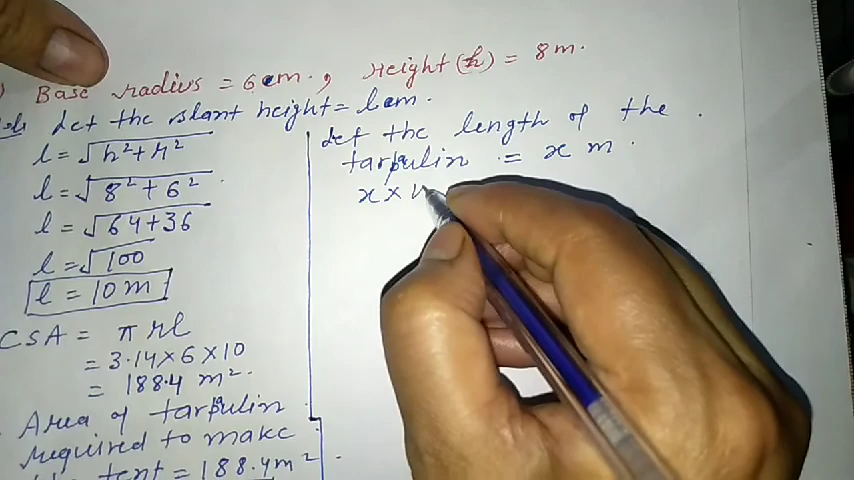 Base radius = 6 m., height (h) = 8 m.
Let the slant height = l m.
l = √h² + r²
l = √8² + 6²
l = √64 + 36
l = √100
l = 10 m
CSA = π rl
= 3.14 × 6 × 10
= 188.4 m².
Area of tarpulin
required to make
tent = 188.4 m²
Let the length of the
tarpulin = x m.
x ×